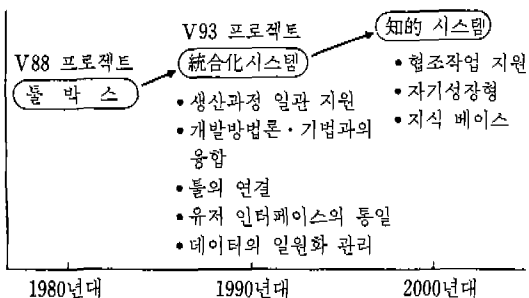 V88 프로젝트
툴 박 스
V93 프로젝트
統合化시스템
• 생산과정 일관 지원
• 개발방법론·기법과의
융합
• 툴의 연결
• 유저 인터페이스의 통일
• 데이터의 일원화 관리
知的 시스템
• 협조작업 지원
• 자기성장형
• 지식 베이스
1980년대
1990년대
2000년대